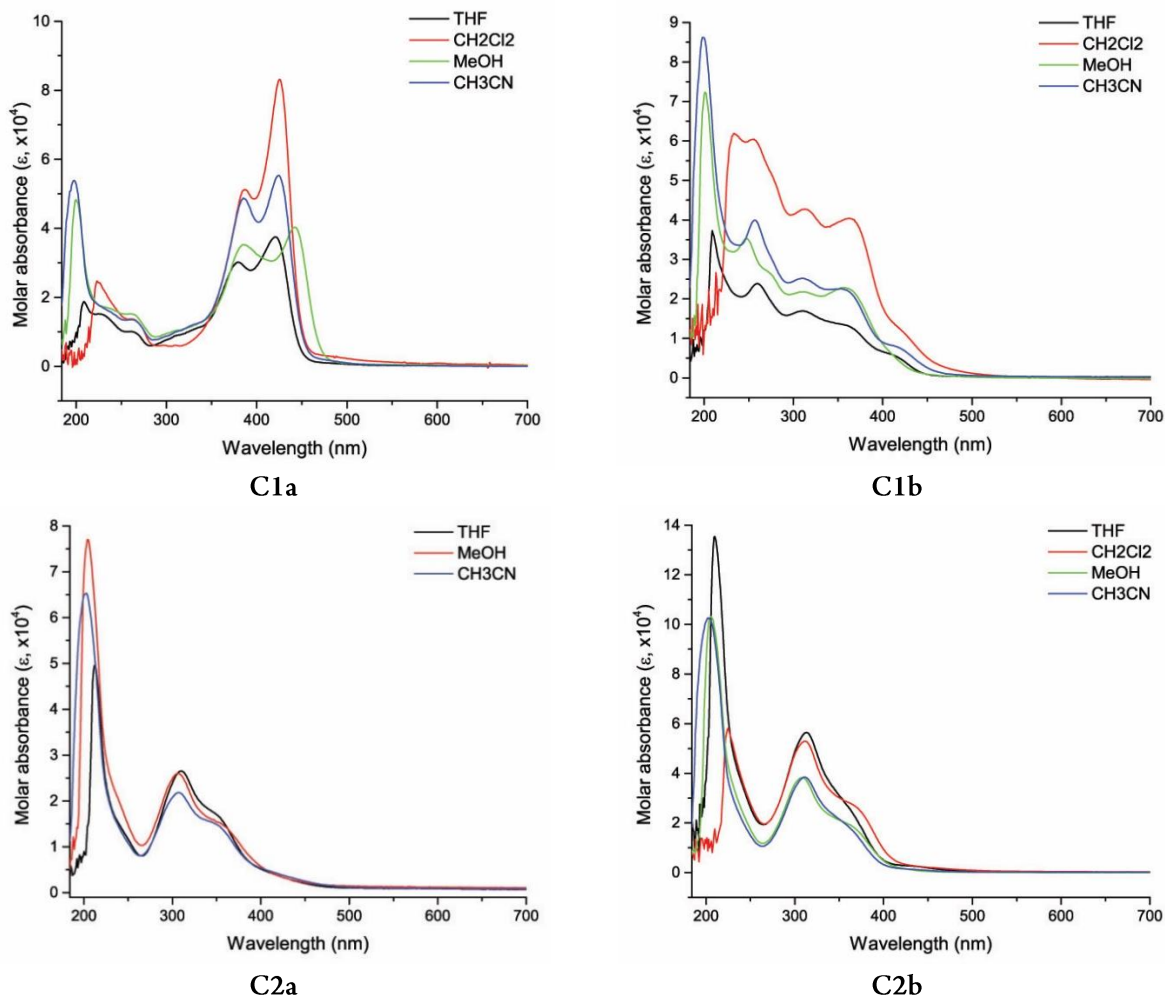 10
8
6
4
2
0
Molar absorbance (ε, x10⁴)
THF
CH2Cl2
MeOH
CH3CN
200 300 400 500 600 700
Wavelength (nm)
C1a
9
8
7
6
5
4
3
2
1
0
Molar absorbance (ε, x10⁴)
THF
CH2Cl2
MeOH
CH3CN
200 300 400 500 600 700
Wavelength (nm)
C1b
8
7
6
5
4
3
2
1
0
Molar absorbance (ε, x10⁴)
THF
MeOH
CH3CN
200 300 400 500 600 700
Wavelength (nm)
C2a
14
12
10
8
6
4
2
0
Molar absorbance (ε, x10⁴)
THF
CH2Cl2
MeOH
CH3CN
200 300 400 500 600 700
Wavelength (nm)
C2b